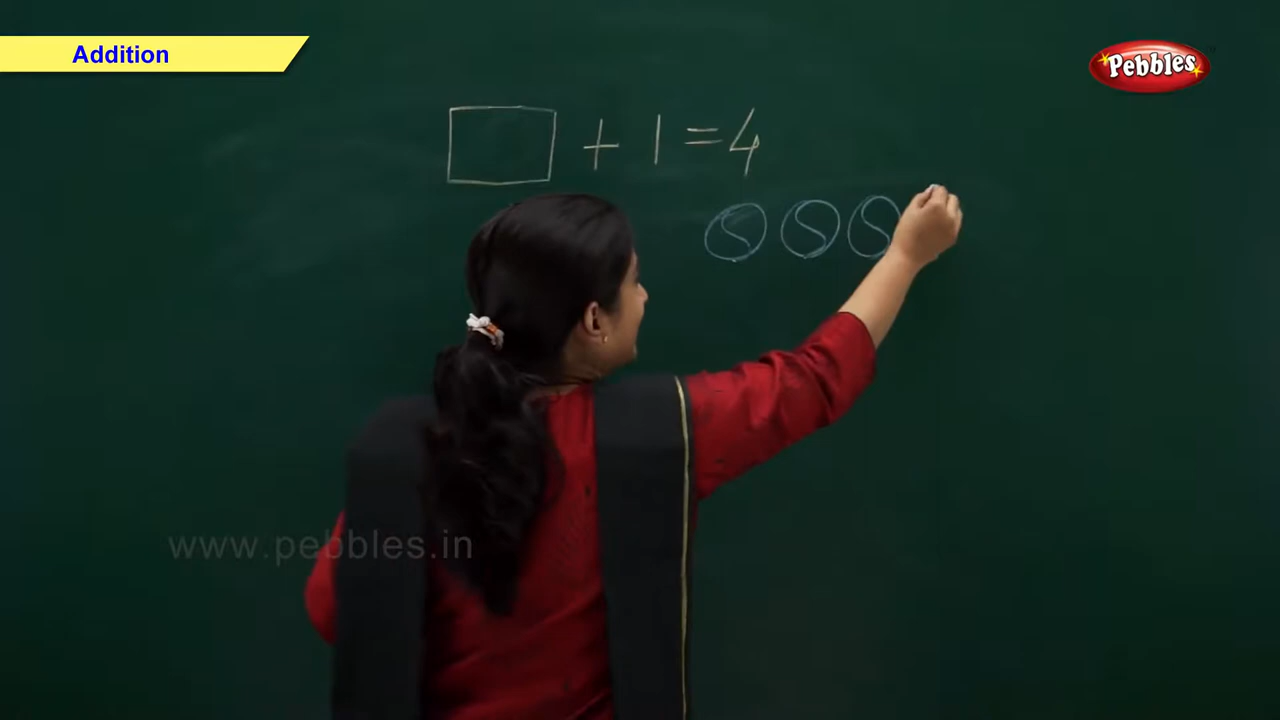 Addition
Pebbles
□ + 1 = 4
www.pebbles.in